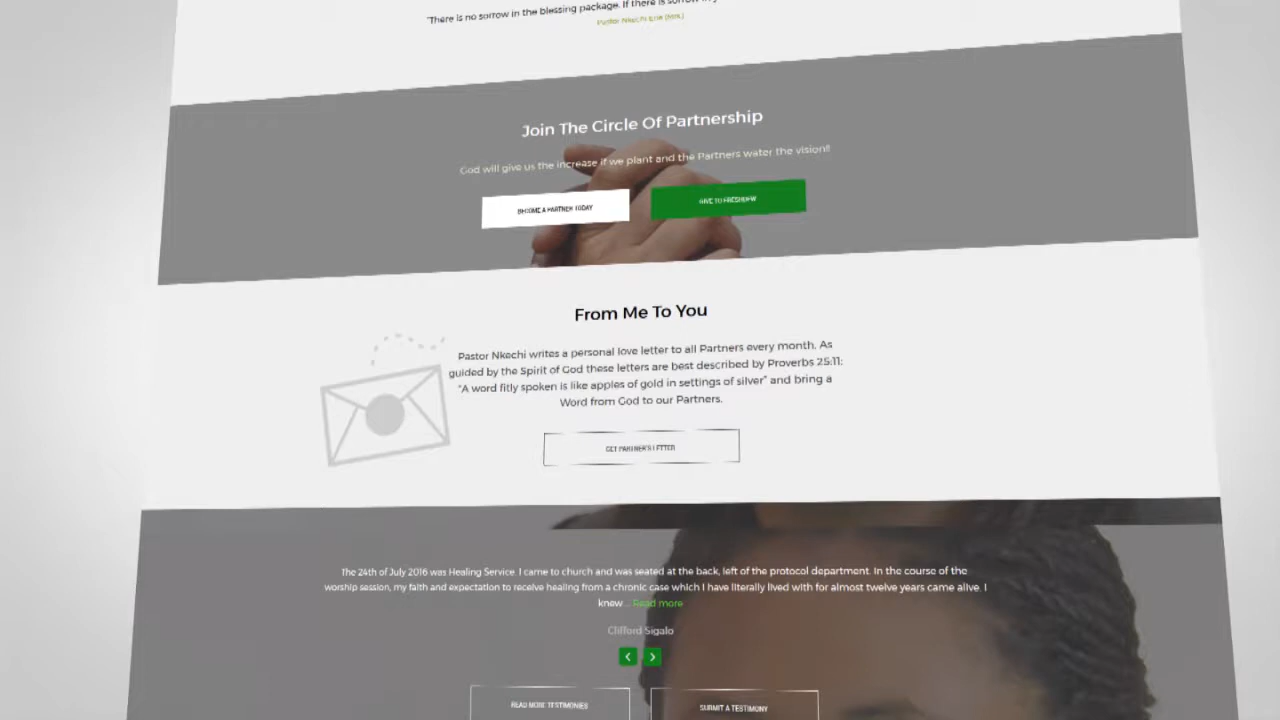 "There is no sorrow in the blessing package. If there is sorrow in
Pastor Nkechi Ene (MNI.)
Join The Circle Of Partnership
God will give us the increase if we plant and the Partners water the vision!!
BECOME A PARTNER TODAY
GIVE TO FRESHDEW
From Me To You
Pastor Nkechi writes a personal love letter to all Partners every month. As
guided by the Spirit of God these letters are best described by Proverbs 25:11:
"A word fitly spoken is like apples of gold in settings of silver" and bring a
Word from God to our Partners.
GET PARTNER'S LETTER
The 24th of July 2016 was Healing Service. I came to church and was seated at the back, left of the protocol department. In the course of the
worship session, my faith and expectation to receive healing from a chronic case which I have literally lived with for almost twelve years came alive. I
knew... Read more
Clifford Sigalo
READ MORE TESTIMONIES
SUBMIT A TESTIMONY